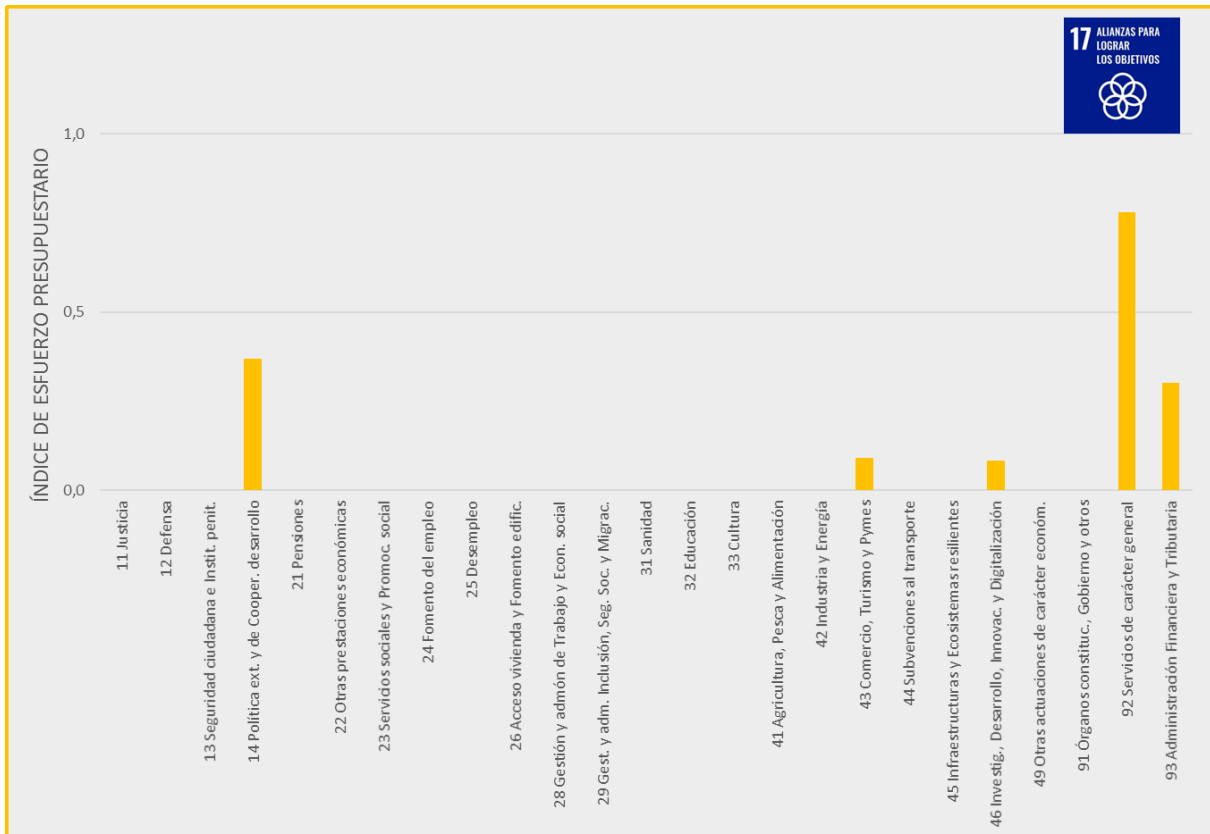 17 ALIANZAS PARA
LOGRAR
LOS OBJETIVOS
ÍNDICE DE ESFUERZO PRESUPUESTARIO
1,0
0,5
0,0
11 Justicia
12 Defensa
13 Seguridad ciudadana e Instit. penit.
14 Política ext. y de Cooper. desarrollo
21 Pensiones
22 Otras prestaciones económicas
23 Servicios sociales y Promoc. social
24 Fomento del empleo
25 Desempleo
26 Acceso vivienda y Fomento edific.
28 Gestión y admón de Trabajo y Econ. social
29 Gest. y adm. Inclusión, Seg. Soc. y Migrac.
31 Sanidad
32 Educación
33 Cultura
41 Agricultura, Pesca y Alimentación
42 Industria y Energía
43 Comercio, Turismo y Pymes
44 Subvenciones al transporte
45 Infraestructuras y Ecosistemas resilientes
46 Investig., Desarrollo, Innovac. y Digitalización
49 Otras actuaciones de carácter económ.
91 Órganos constituc., Gobierno y otros
92 Servicios de carácter general
93 Administración Financiera y Tributaria